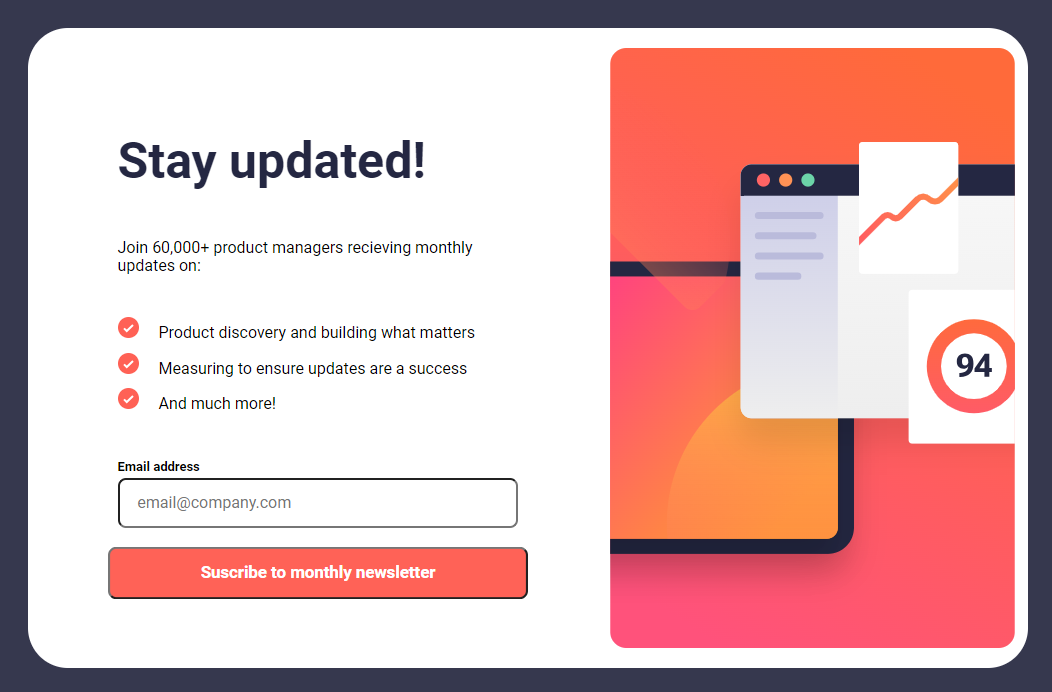 Stay updated!
Join 60,000+ product managers recieving monthly
updates on:
Product discovery and building what matters
Measuring to ensure updates are a success
And much more!
Email address
email@company.com
Suscribe to monthly newsletter
94